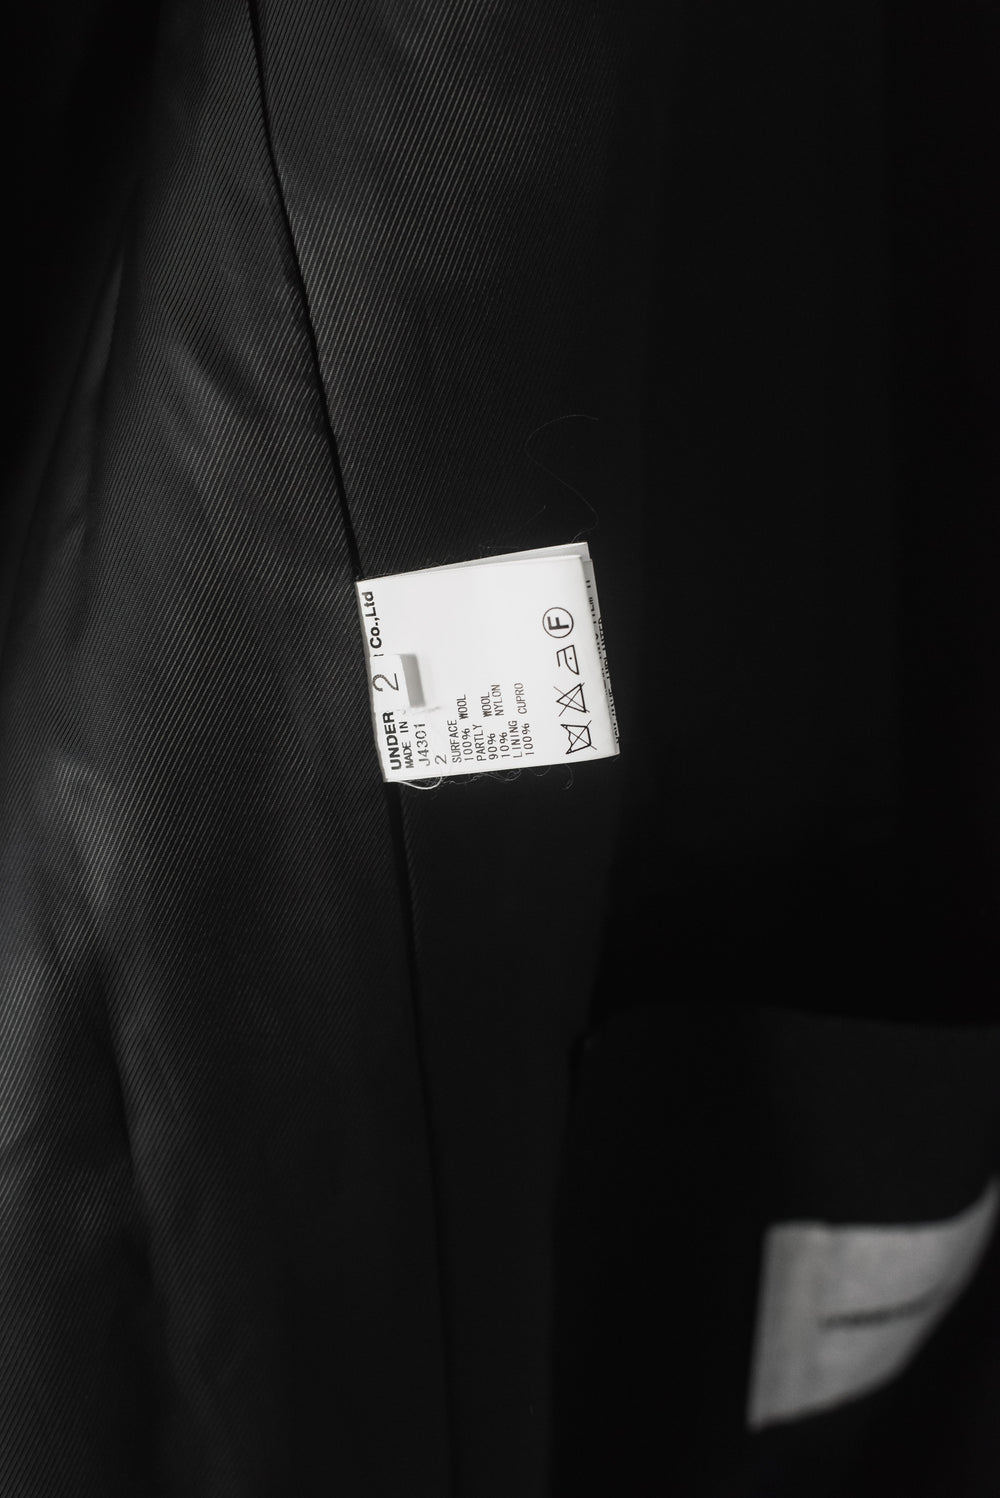 UNDER 2 Co.,Ltd
MADE IN J
J4301
2
SURFACE
100% WOOL
PARTLY
90% WOOL
10% NYLON
LINING
100% CUPRO
F